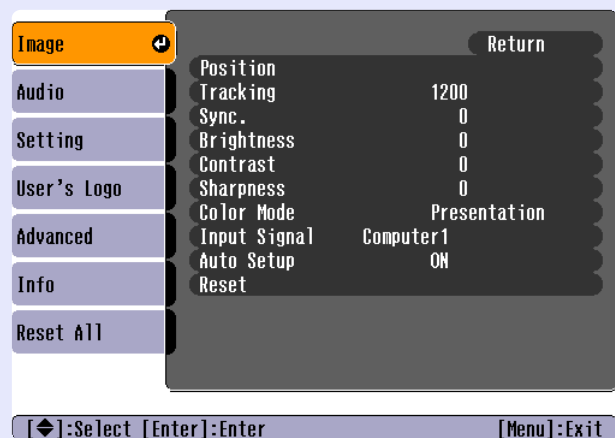 Image
Audio
Setting
User's Logo
Advanced
Info
Reset All
Return
Position
Tracking 1200
Sync. 0
Brightness 0
Contrast 0
Sharpness 0
Color Mode Presentation
Input Signal Computer1
Auto Setup ON
Reset
[◆]:Select [Enter]:Enter [Menu]:Exit